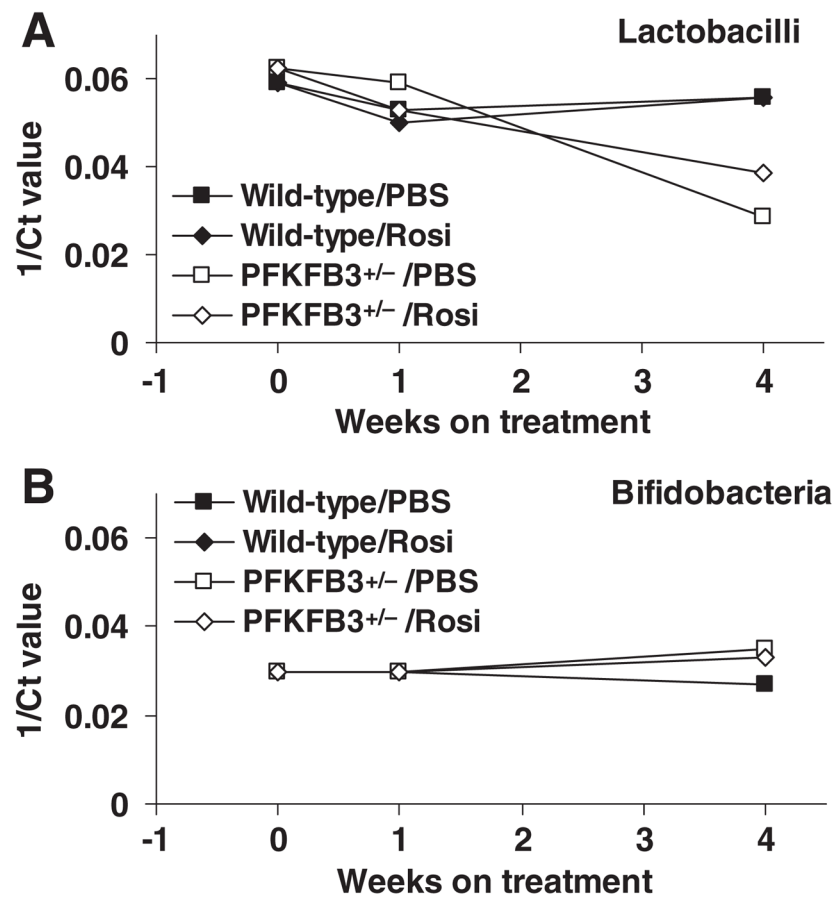 A
Lactobacilli
0.06
0.04
0.02
0
1/Ct value
Wild-type/PBS
Wild-type/Rosi
PFKFB3+/– /PBS
PFKFB3+/– /Rosi
-1 0 1 2 3 4
Weeks on treatment
B
Bifidobacteria
Wild-type/PBS
Wild-type/Rosi
PFKFB3+/– /PBS
PFKFB3+/– /Rosi
0.06
0.04
0.02
0
1/Ct value
-1 0 1 2 3 4
Weeks on treatment